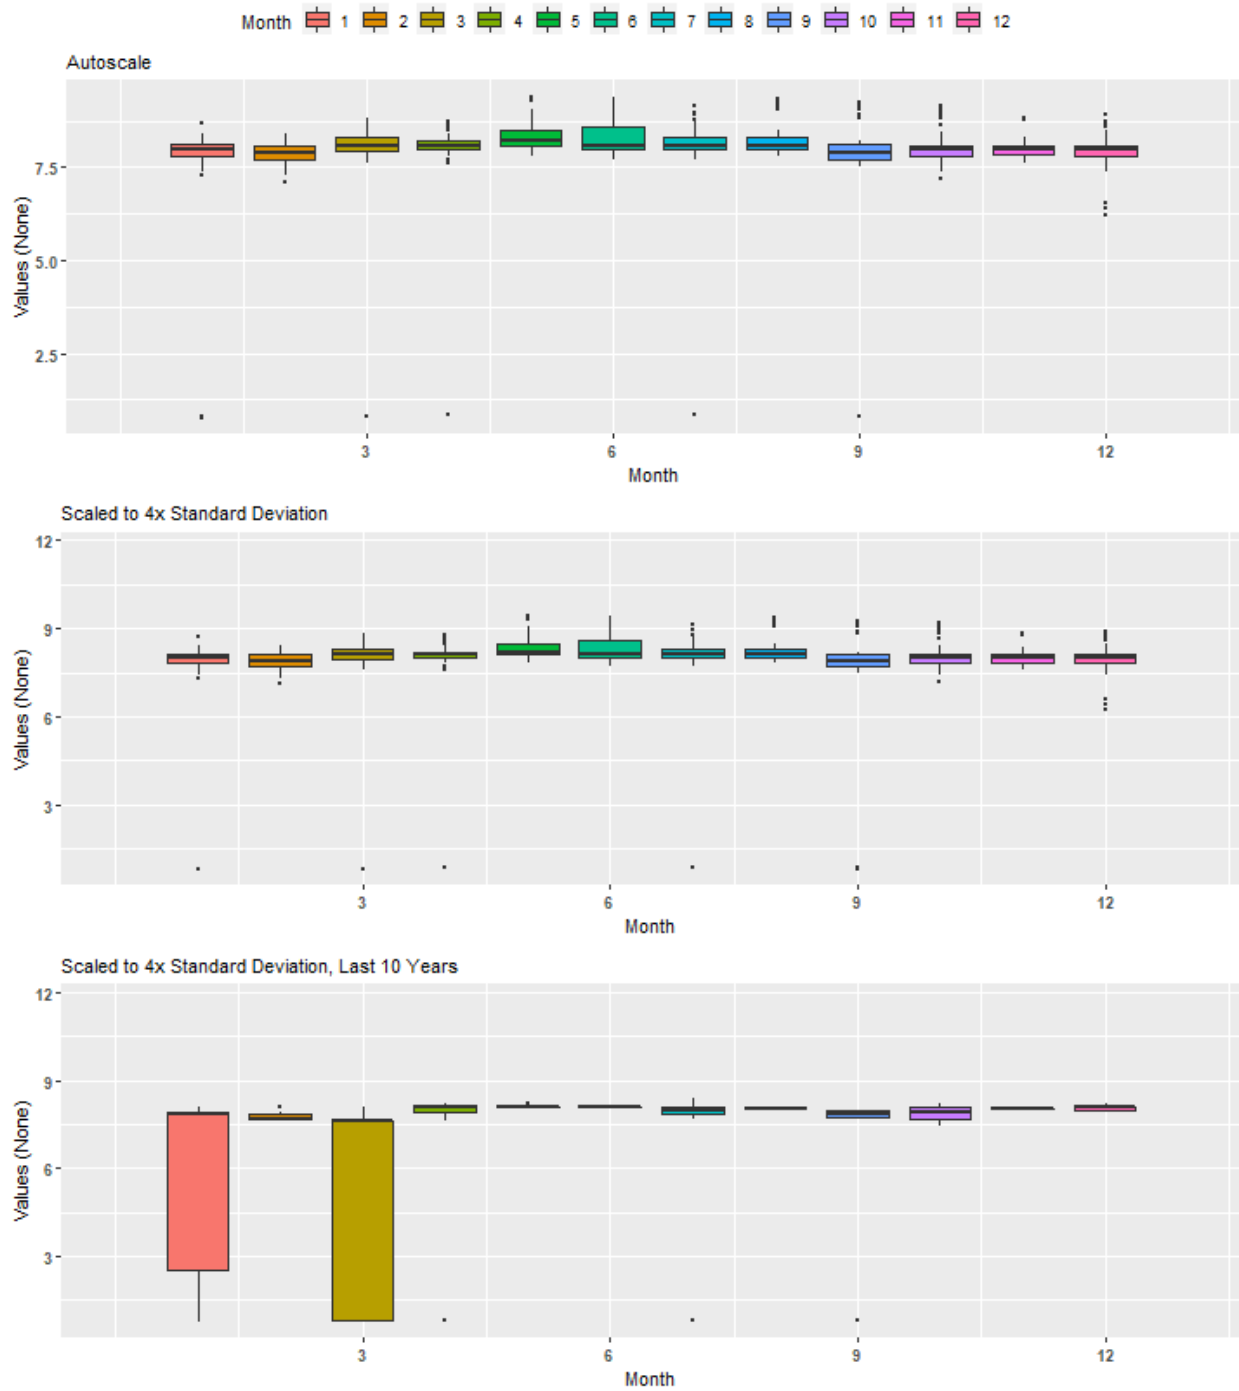 Month 1 2 3 4 5 6 7 8 9 10 11 12
Autoscale
Values (None)
7.5
5.0
2.5
3 6 9 12
Month
Scaled to 4x Standard Deviation
Values (None)
12
9
6
3
3 6 9 12
Month
Scaled to 4x Standard Deviation, Last 10 Years
Values (None)
12
9
6
3
3 6 9 12
Month